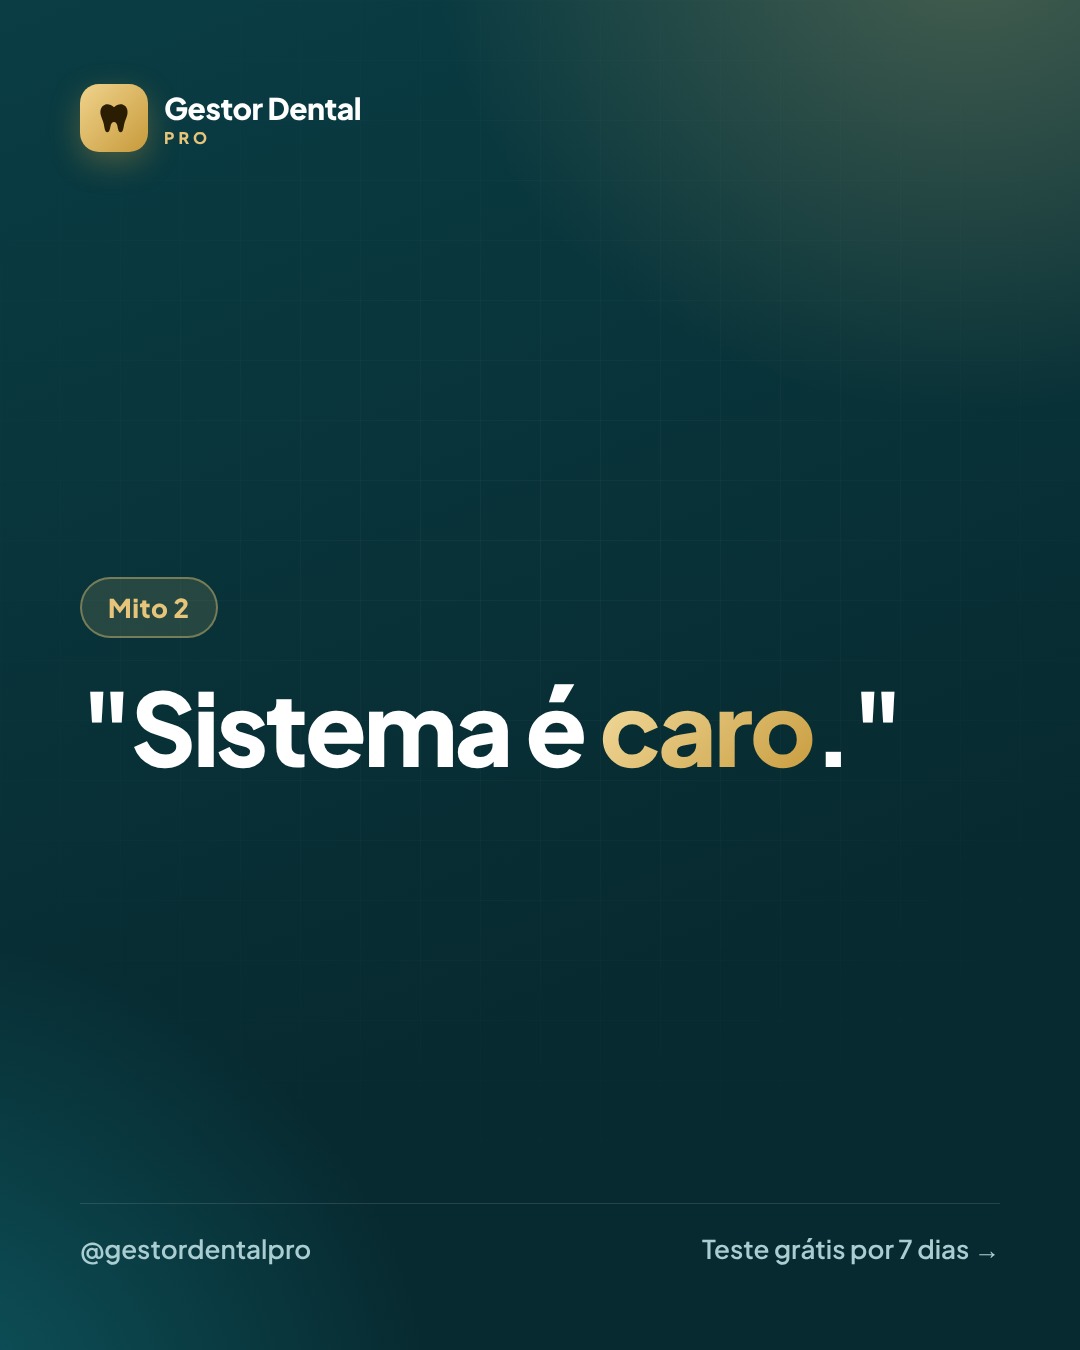 Gestor Dental
PRO
Mito 2
"Sistema é caro."
@gestordentalpro
Teste grátis por 7 dias →